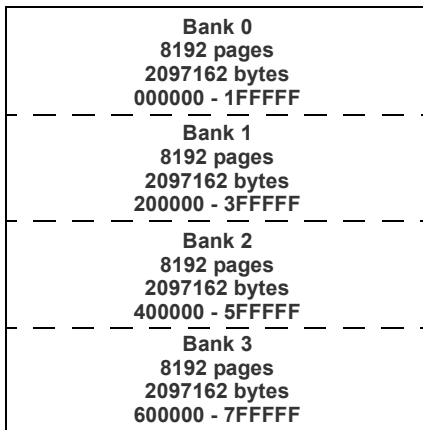 Bank 0
8192 pages
2097162 bytes
000000 - 1FFFFF
Bank 1
8192 pages
2097162 bytes
200000 - 3FFFFF
Bank 2
8192 pages
2097162 bytes
400000 - 5FFFFF
Bank 3
8192 pages
2097162 bytes
600000 - 7FFFFF